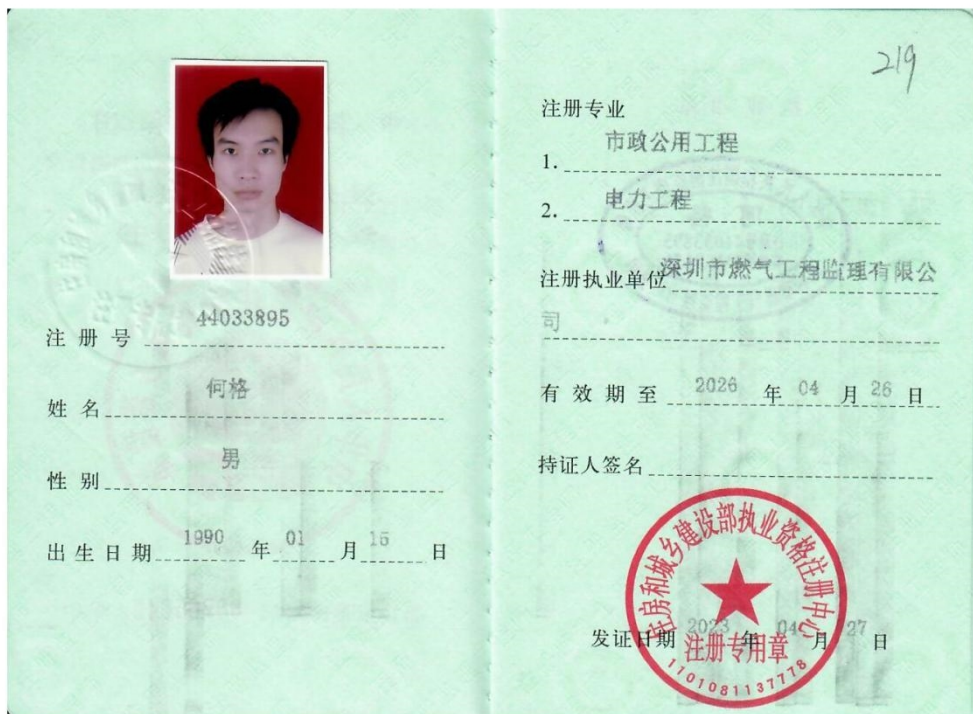 注册号 44033895
姓名 何格
性别 男
出生日期 1990 年 01 月 16 日
219
注册专业
1. 市政公用工程
2. 电力工程
注册执业单位 深圳市燃气工程监理有限公
司
有效期至 2026 年 04 月 26 日
持证人签名
住房和城乡建设部执业资格注册中心
发证日期 2023 年 04 月 27 日
注册专用章
1101081137778